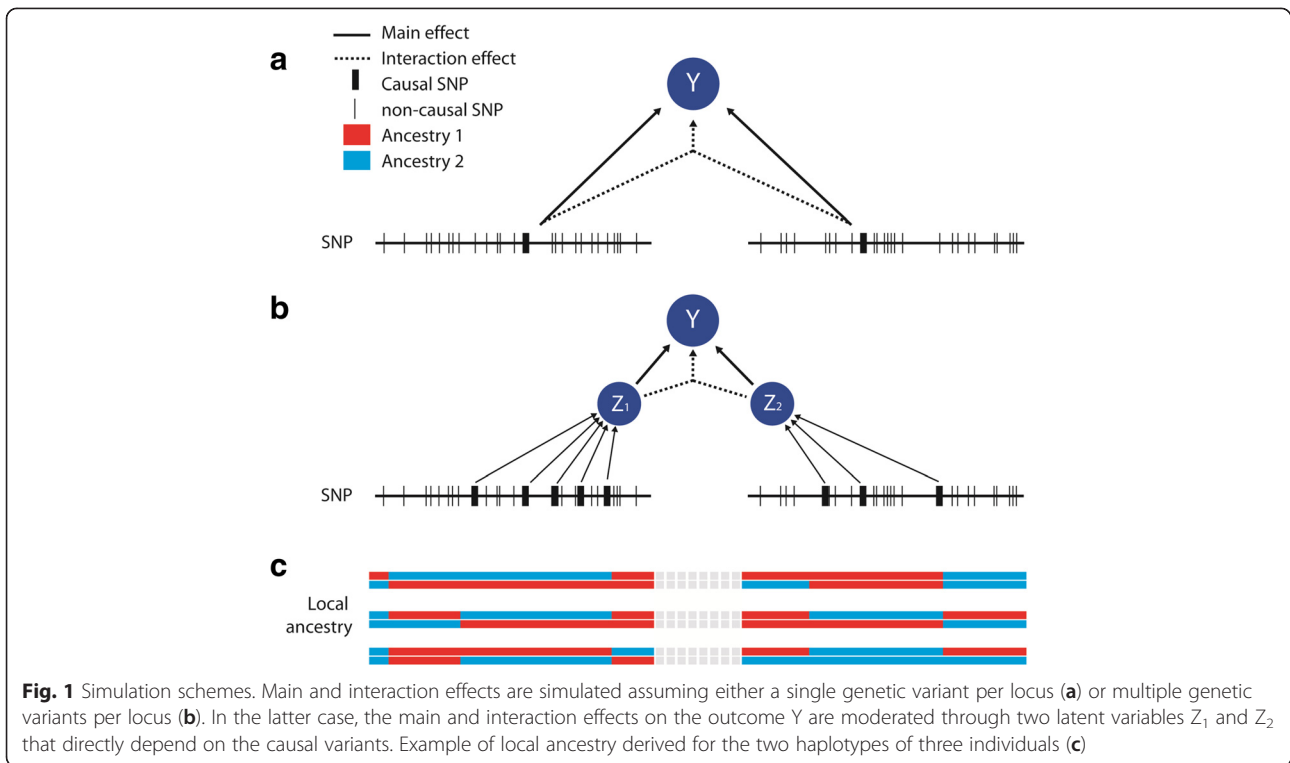 a
Main effect
Interaction effect
Causal SNP
non-causal SNP
Ancestry 1
Ancestry 2
Y
SNP
b
Y
Z1
Z2
SNP
c
Local
ancestry
Fig. 1 Simulation schemes. Main and interaction effects are simulated assuming either a single genetic variant per locus (a) or multiple genetic
variants per locus (b). In the latter case, the main and interaction effects on the outcome Y are moderated through two latent variables Z1 and Z2
that directly depend on the causal variants. Example of local ancestry derived for the two haplotypes of three individuals (c)